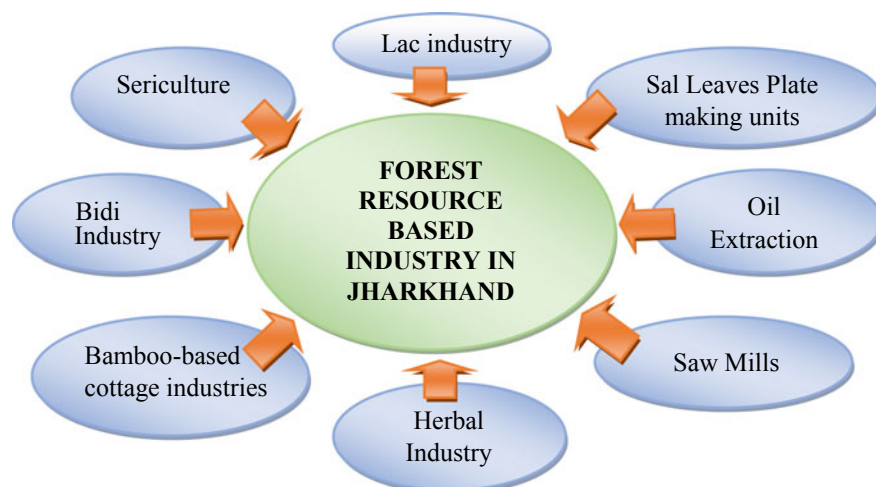 Lac industry
Sericulture
Sal Leaves Plate
making units
FOREST
RESOURCE
BASED
INDUSTRY IN
JHARKHAND
Bidi
Industry
Oil
Extraction
Bamboo-based
cottage industries
Saw Mills
Herbal
Industry